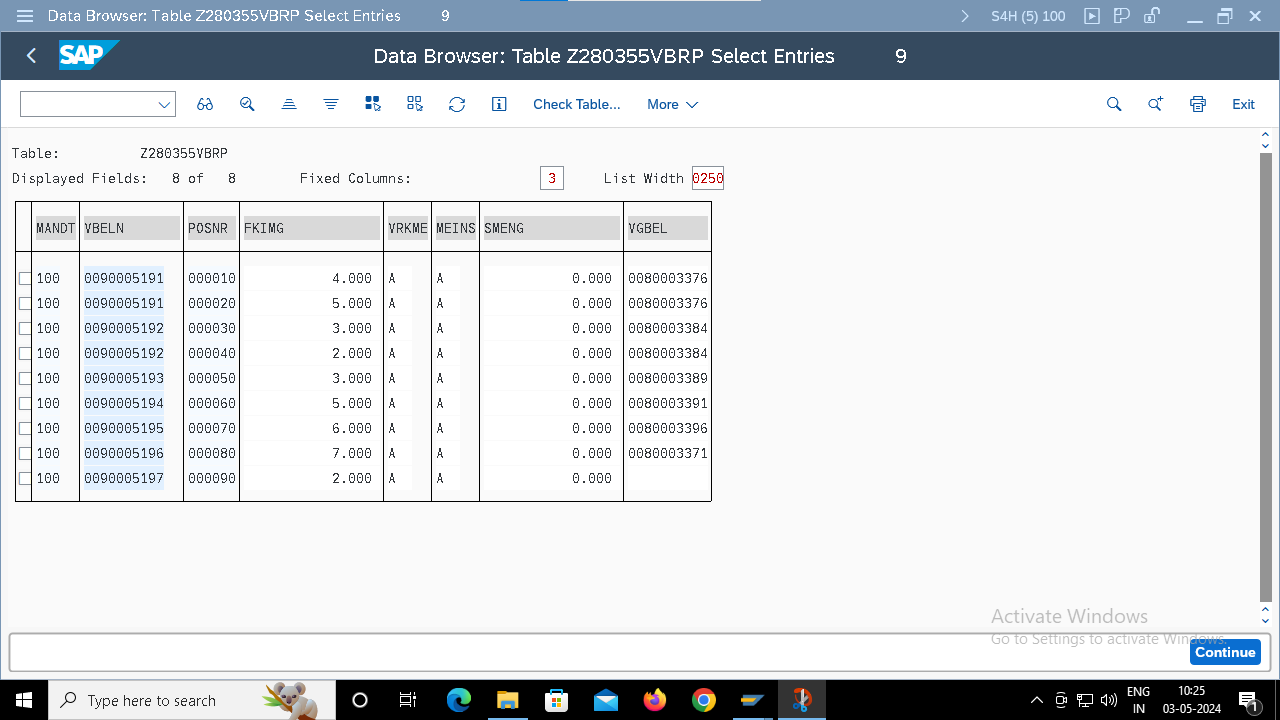 Data Browser: Table Z280355VBRP Select Entries 9
S4H (5) 100
SAP
Data Browser: Table Z280355VBRP Select Entries 9
Check Table... More Exit
Table: Z280355VBRP
Displayed Fields: 8 of 8 Fixed Columns: 3 List Width 0250
MANDT VBELN POSNR FKIMG VRKME MEINS SMENG VGBEL
100 0090005191 000010 4.000 A A 0.000 0080003376
100 0090005191 000020 5.000 A A 0.000 0080003376
100 0090005192 000030 3.000 A A 0.000 0080003384
100 0090005192 000040 2.000 A A 0.000 0080003384
100 0090005193 000050 3.000 A A 0.000 0080003389
100 0090005194 000060 5.000 A A 0.000 0080003391
100 0090005195 000070 6.000 A A 0.000 0080003396
100 0090005196 000080 7.000 A A 0.000 0080003371
100 0090005197 000090 2.000 A A 0.000
Activate Windows
Go to Settings to activate Windows.
Continue
Type here to search
ENG
IN
10:25
03-05-2024
1